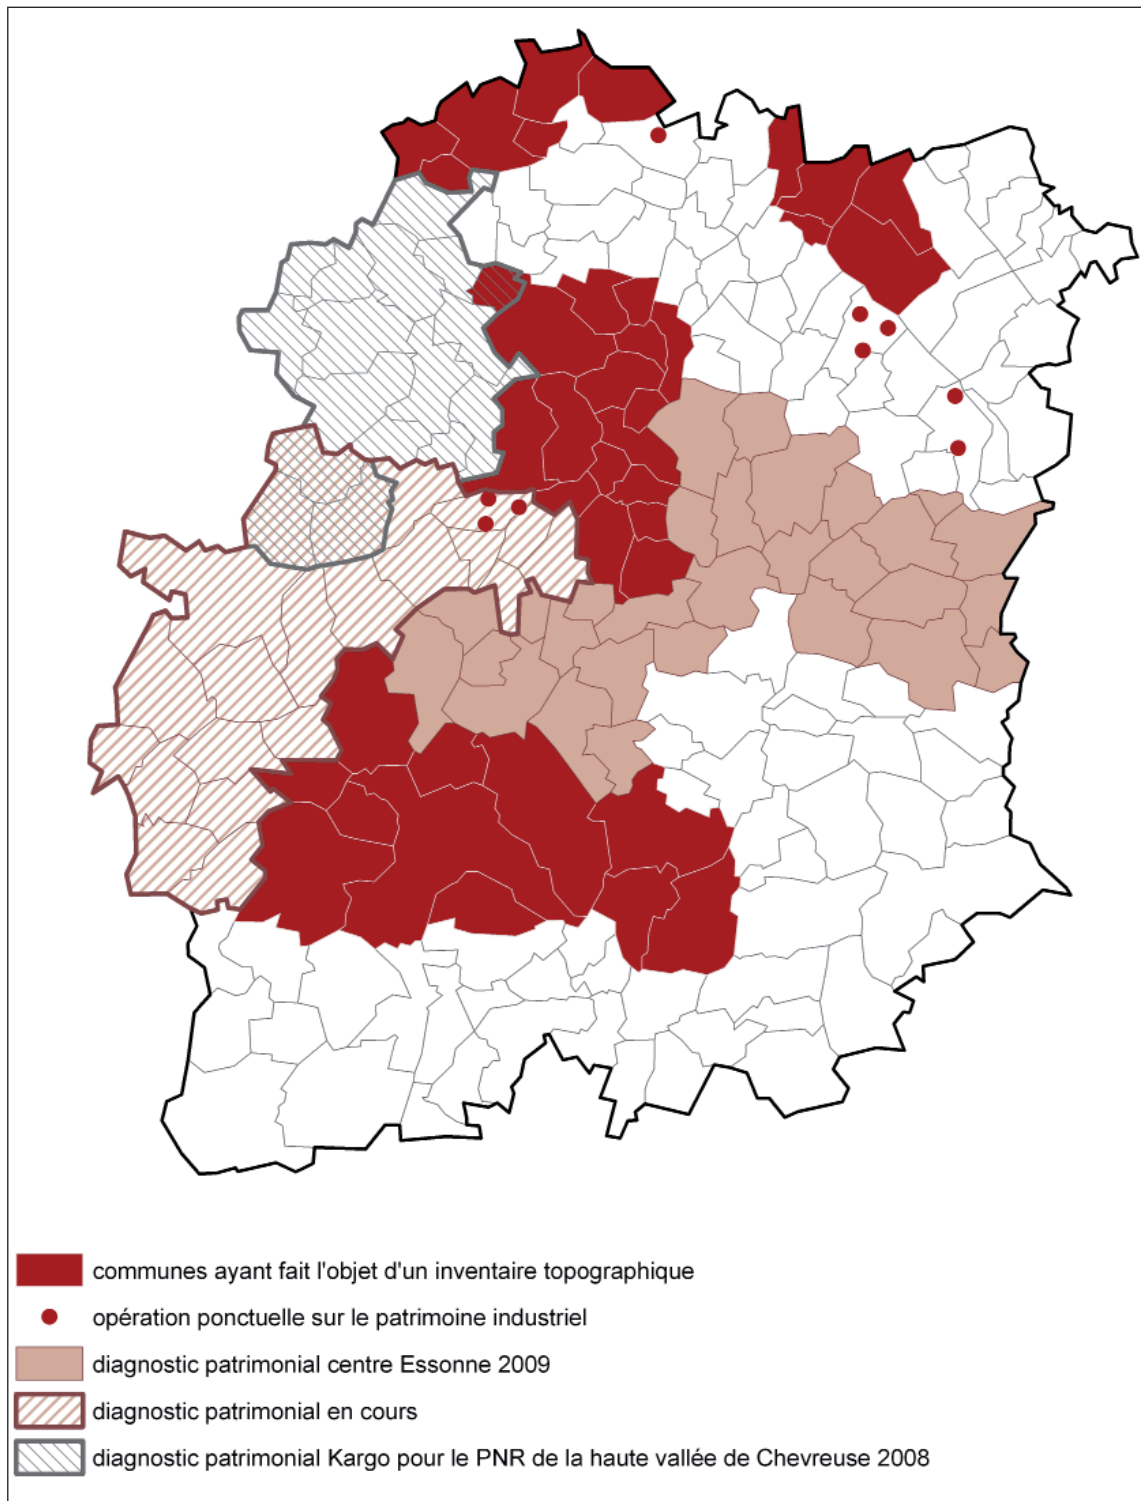 communes ayant fait l'objet d'un inventaire topographique
opération ponctuelle sur le patrimoine industriel
diagnostic patrimonial centre Essonne 2009
diagnostic patrimonial en cours
diagnostic patrimonial Kargo pour le PNR de la haute vallée de Chevreuse 2008